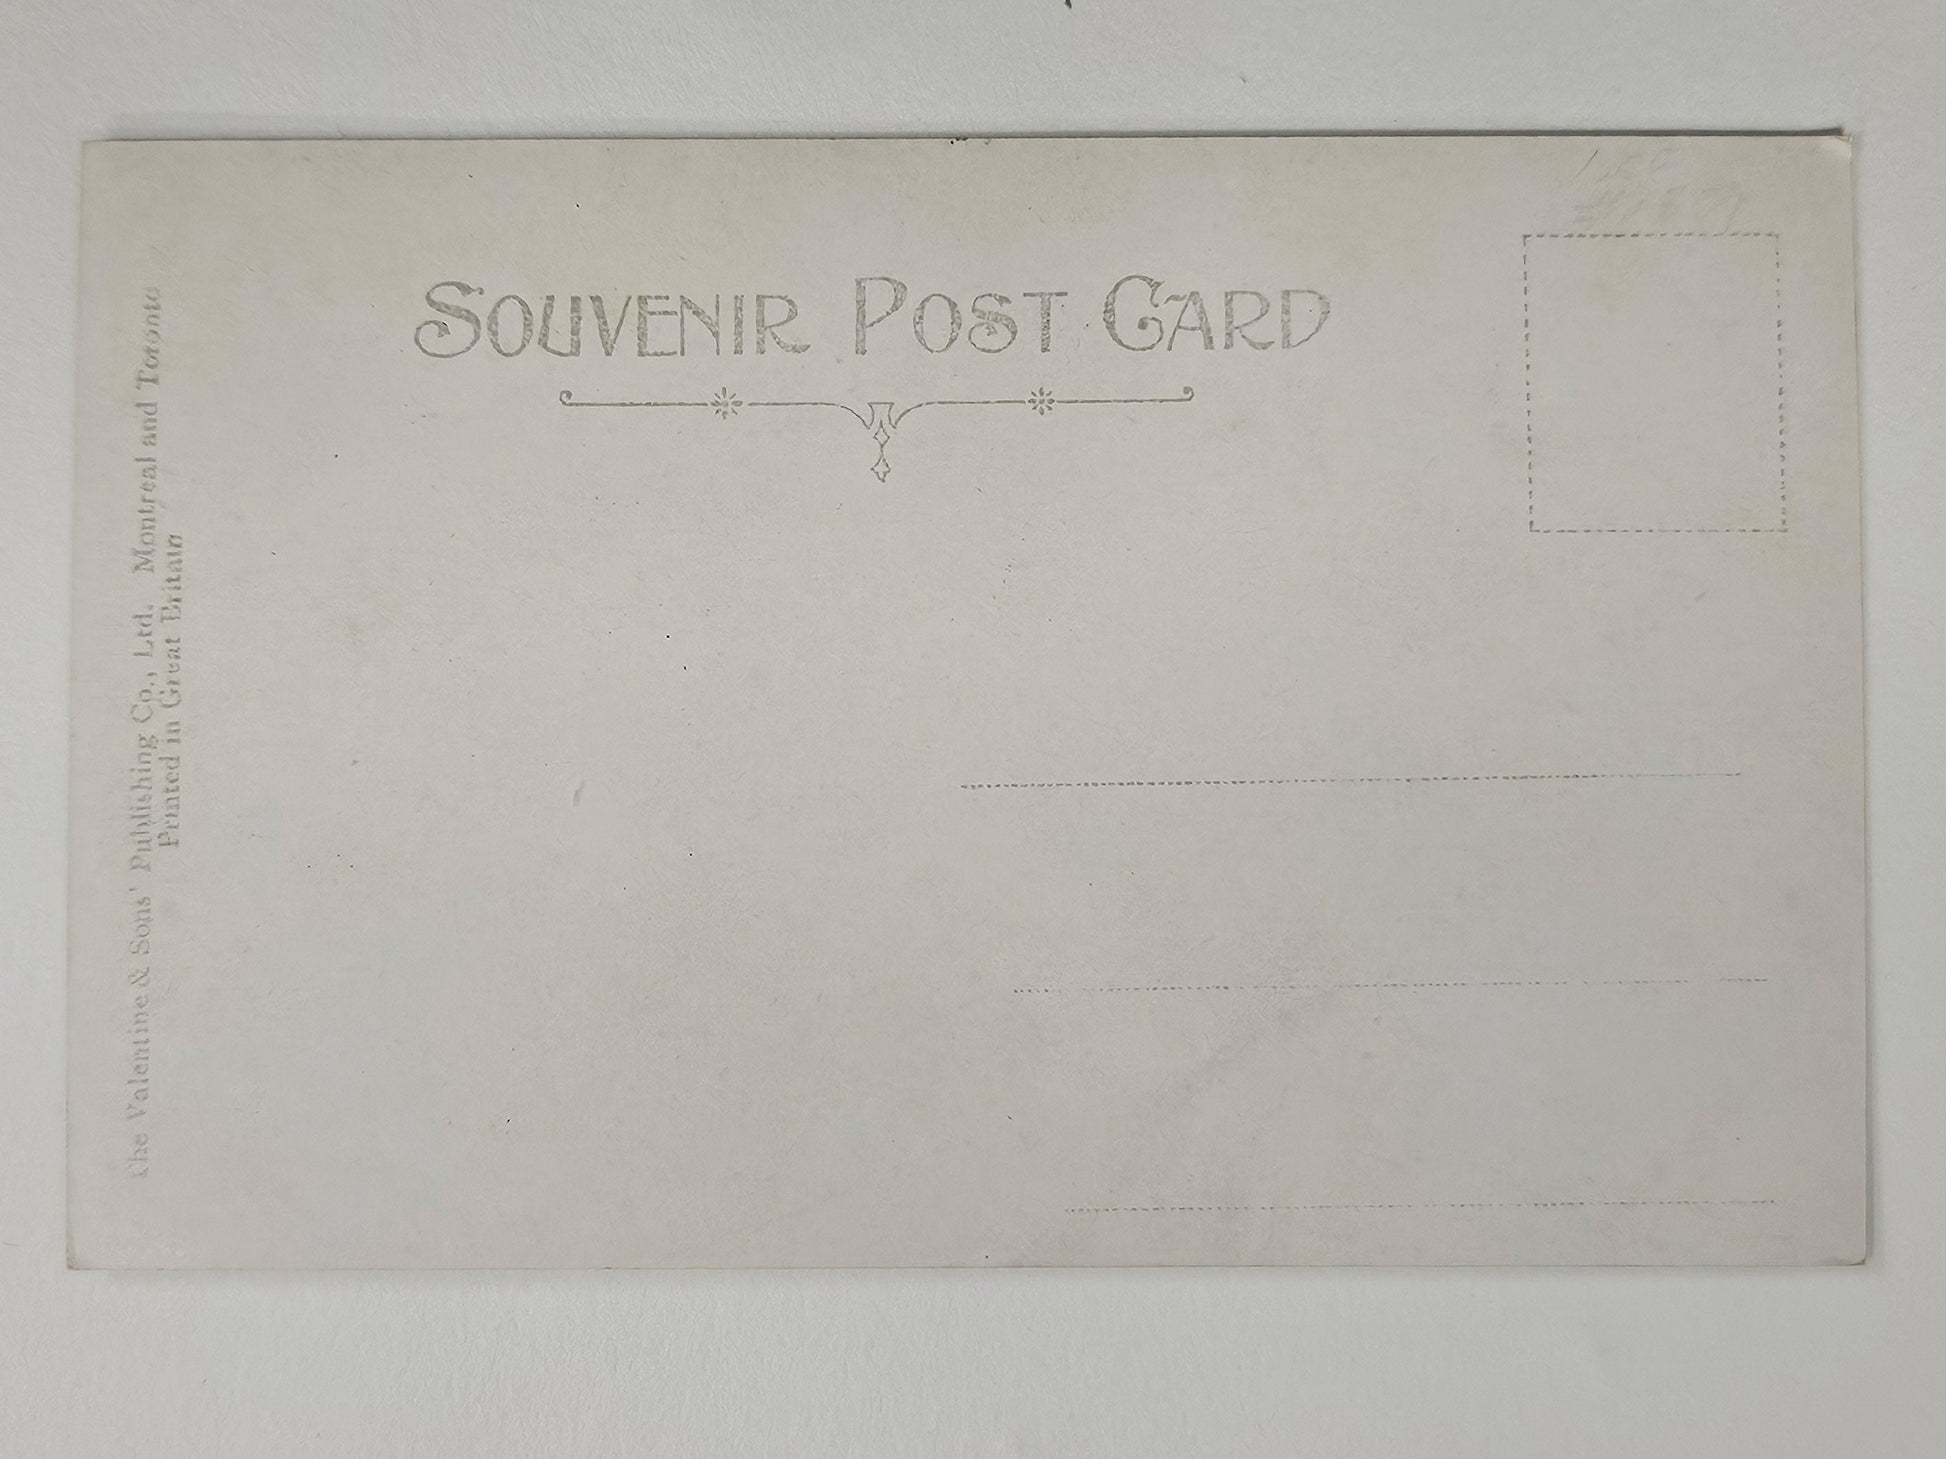 SOUVENIR POST CARD
The Valentine & Sons' Publishing Co., Ltd. Montreal and Toronto
Printed in Great Britain